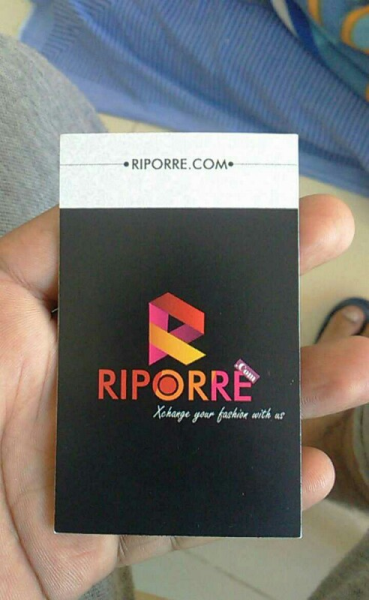 •RIPORRE.COM•
RIPORRE
.Com
Xchange your fashion with us